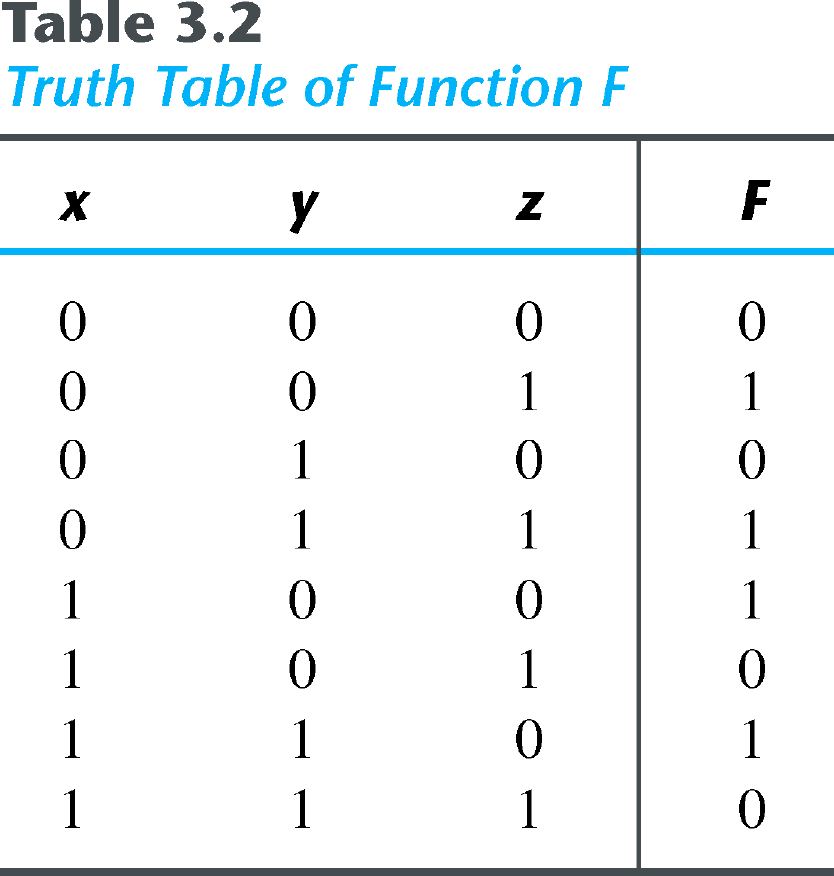 Table 3.2
Truth Table of Function F
x y z F
0 0 0 0
0 0 1 1
0 1 0 0
0 1 1 1
1 0 0 1
1 0 1 0
1 1 0 1
1 1 1 0